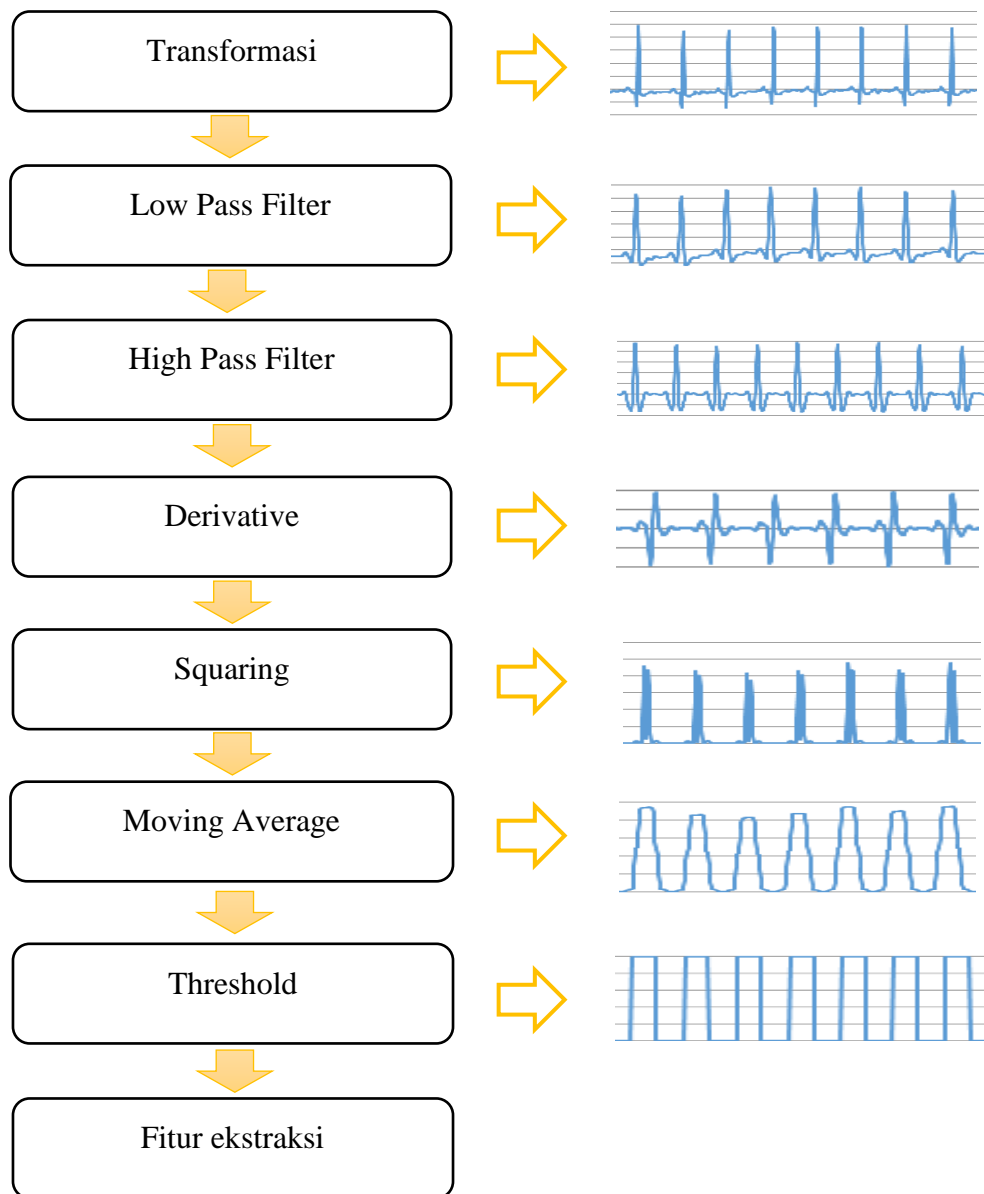 Transformasi
Low Pass Filter
High Pass Filter
Derivative
Squaring
Moving Average
Threshold
Fitur ekstraksi